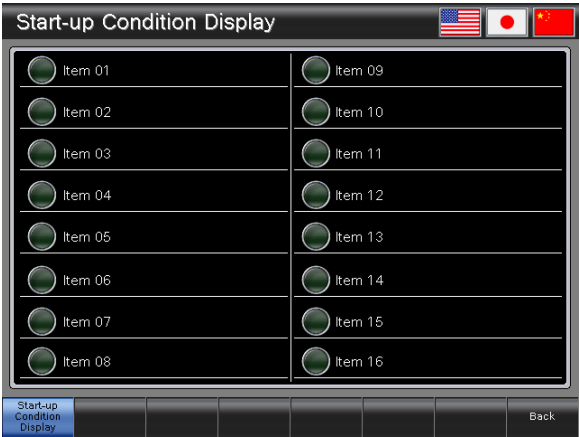 Start-up Condition Display
Item 01
Item 02
Item 03
Item 04
Item 05
Item 06
Item 07
Item 08
Item 09
Item 10
Item 11
Item 12
Item 13
Item 14
Item 15
Item 16
Start-up
Condition
Display
Back